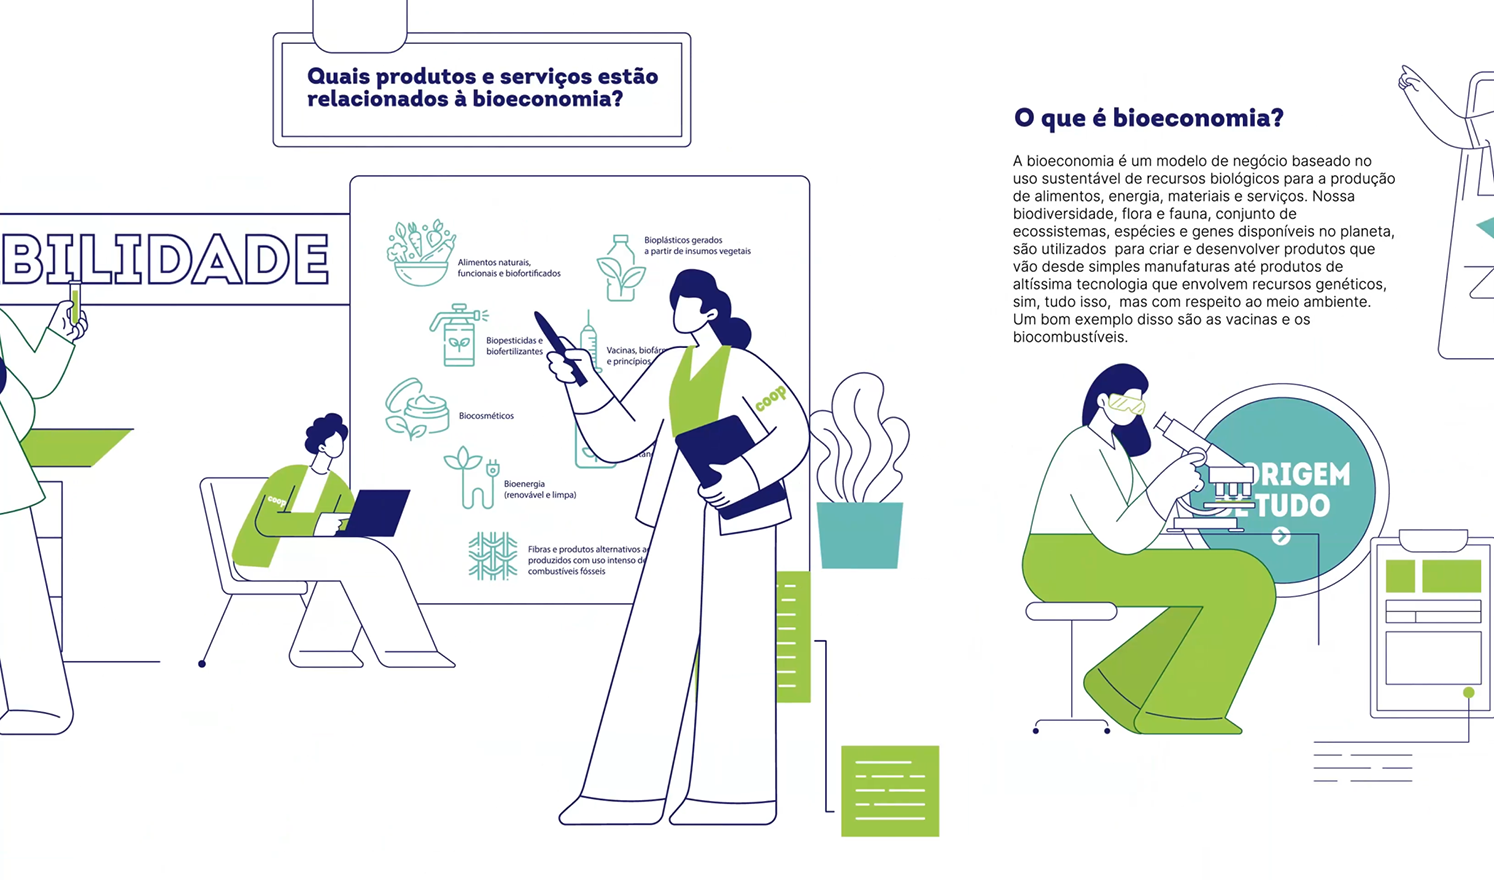 Quais produtos e serviços estão
relacionados à bioeconomia?
BILIDADE
Alimentos naturais,
funcionais e biofortificados
Bioplásticos gerados
a partir de insumos vegetais
Biopesticidas e
biofertilizantes
Vacinas,
e princípios
Biocosméticos
Bioenergia
(renovável e limpa)
Fibras e produtos alternativos
produzidos com uso intenso de
combustíveis fósseis
coop
coop
O que é bioeconomia?
A bioeconomia é um modelo de negócio baseado no
uso sustentável de recursos biológicos para a produção
de alimentos, energia, materiais e serviços. Nossa
biodiversidade, flora e fauna, conjunto de
ecossistemas, espécies e genes disponíveis no planeta,
são utilizados  para criar e desenvolver produtos que
vão desde simples manufaturas até produtos de
altíssima tecnologia que envolvem recursos genéticos,
sim, tudo isso,  mas com respeito ao meio ambiente.
Um bom exemplo disso são as vacinas e os
biocombustíveis.
RIGEM
TUDO